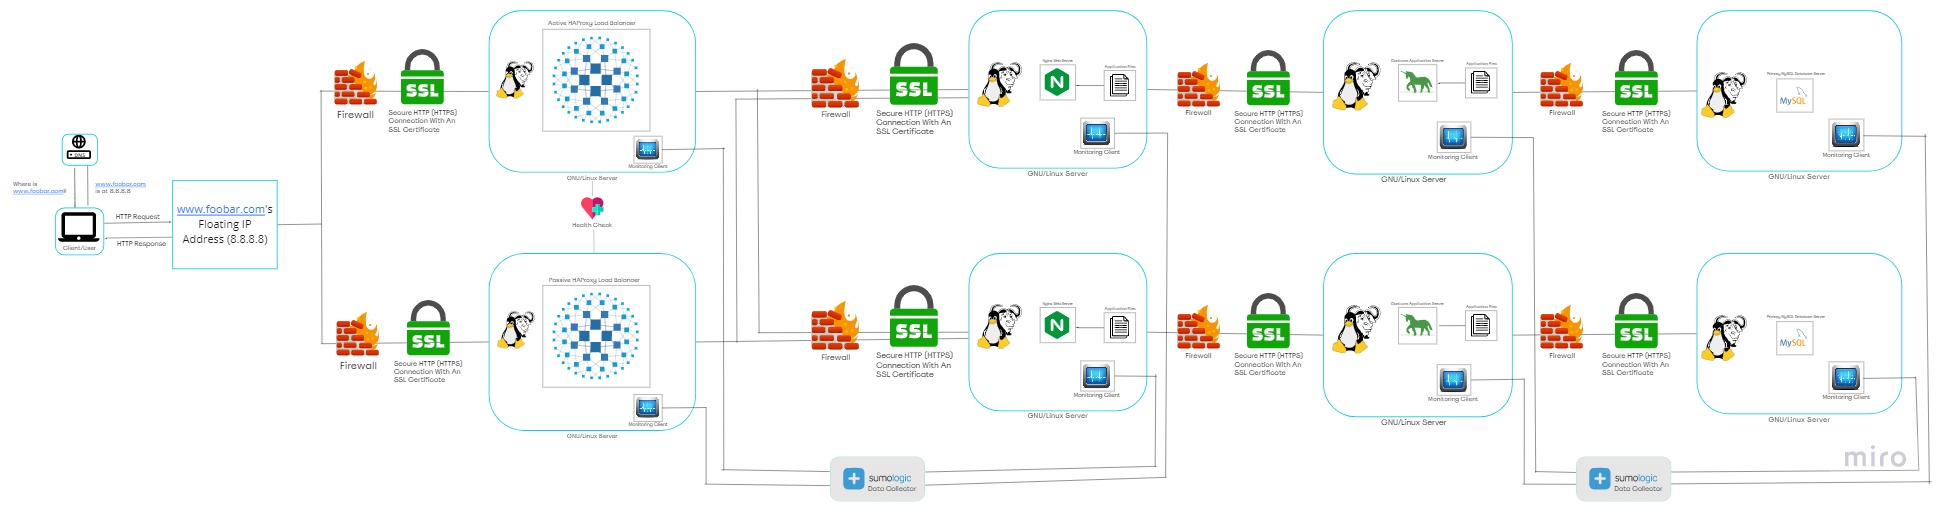 DNS
Where is
www.foobar.com?
www.foobar.com
is at 8.8.8.8
Client/User
HTTP Request
HTTP Response
www.foobar.com's
Floating IP
Address (8.8.8.8)
Firewall
SSL
Secure HTTP (HTTPS)
Connection With An
SSL Certificate
Active HAProxy Load Balancer
Monitoring Client
GNU/Linux Server
Health Check
Firewall
SSL
Secure HTTP (HTTPS)
Connection With An
SSL Certificate
Passive HAProxy Load Balancer
Monitoring Client
GNU/Linux Server
Firewall
SSL
Secure HTTP (HTTPS)
Connection With An
SSL Certificate
Nginx Web Server
N
Application Files
Monitoring Client
GNU/Linux Server
Firewall
SSL
Secure HTTP (HTTPS)
Connection With An
SSL Certificate
Unicorn Application Server
Application Files
Monitoring Client
GNU/Linux Server
Firewall
SSL
Secure HTTP (HTTPS)
Connection With An
SSL Certificate
Primary MySQL Database Server
MySQL
Monitoring Client
GNU/Linux Server
Firewall
SSL
Secure HTTP (HTTPS)
Connection With An
SSL Certificate
Nginx Web Server
N
Application Files
Monitoring Client
GNU/Linux Server
Firewall
SSL
Secure HTTP (HTTPS)
Connection With An
SSL Certificate
Application Server
Application Files
Monitoring Client
GNU/Linux Server
Firewall
SSL
Secure HTTP (HTTPS)
Connection With An
SSL Certificate
Primary MySQL Database Server
MySQL
Monitoring Client
GNU/Linux Server
sumologic
Data Collector
sumologic
Data Collector
miro